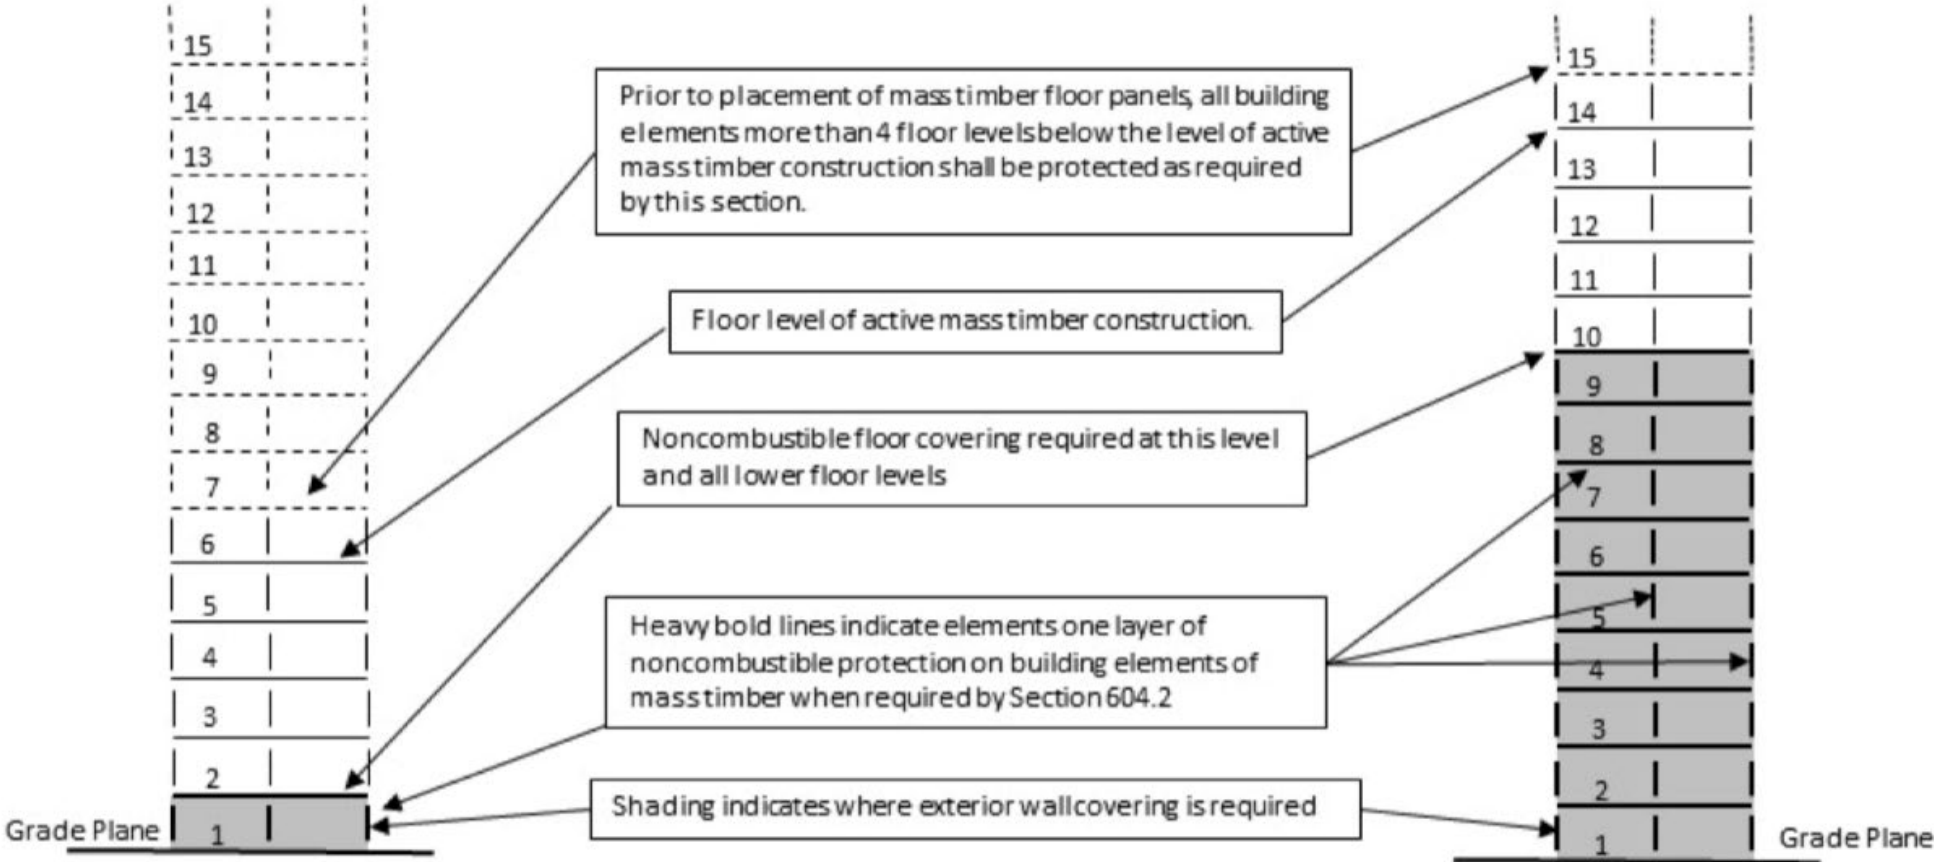 15
14
13
12
11
10
9
8
7
6
5
4
3
2
1
Grade Plane
Prior to placement of mass timber floor panels, all building
elements more than 4 floor levels below the level of active
mass timber construction shall be protected as required
by this section.
Floor level of active mass timber construction.
Noncombustible floor covering required at this level
and all lower floor levels
Heavy bold lines indicate elements one layer of
noncombustible protection on building elements of
mass timber when required by Section 604.2
Shading indicates where exterior wall covering is required
15
14
13
12
11
10
9
8
7
6
5
4
3
2
1
Grade Plane